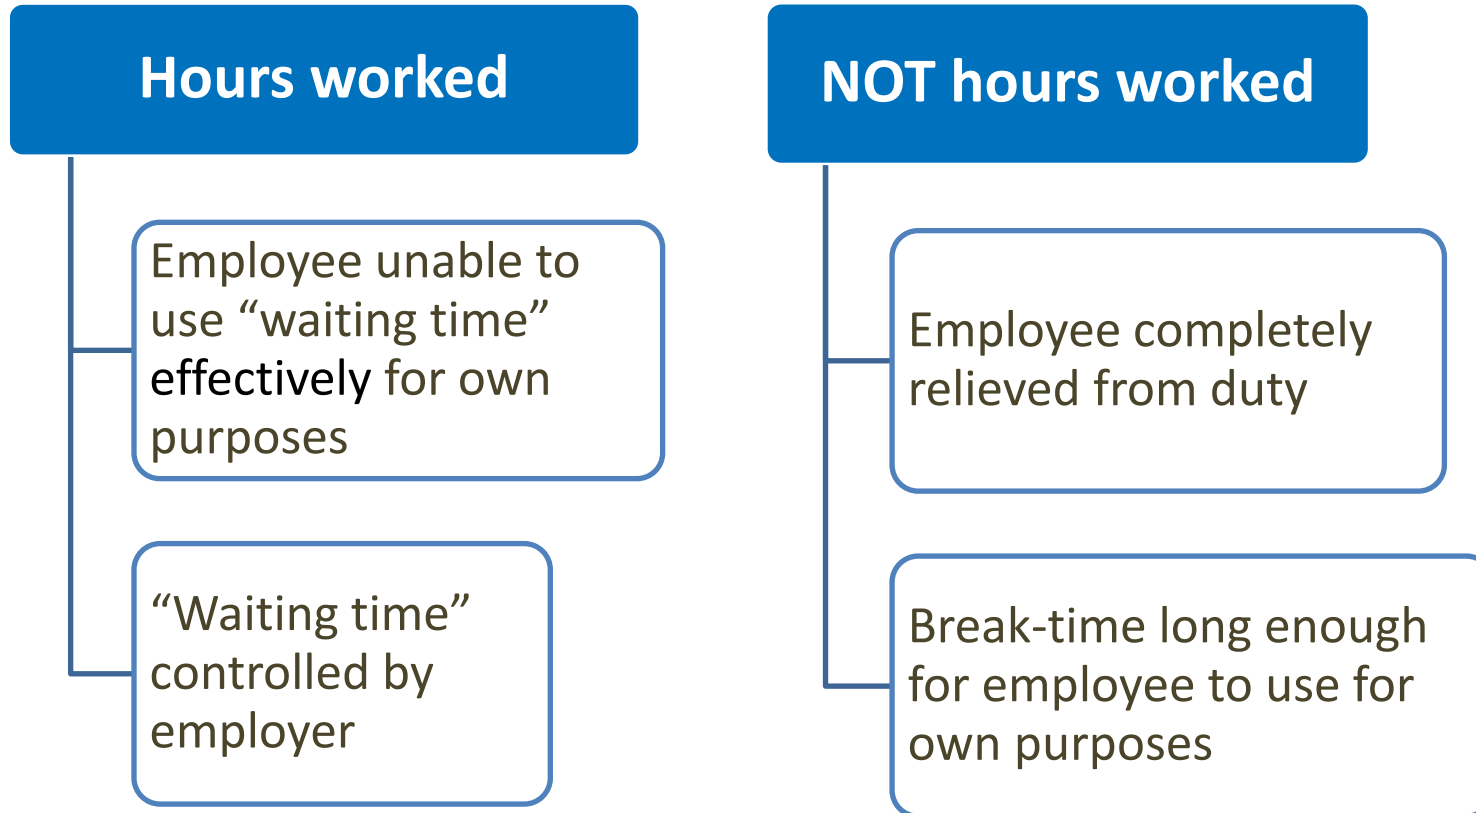 Hours worked
Employee unable to
use “waiting time”
effectively for own
purposes
“Waiting time”
controlled by
employer
NOT hours worked
Employee completely
relieved from duty
Break-time long enough
for employee to use for
own purposes